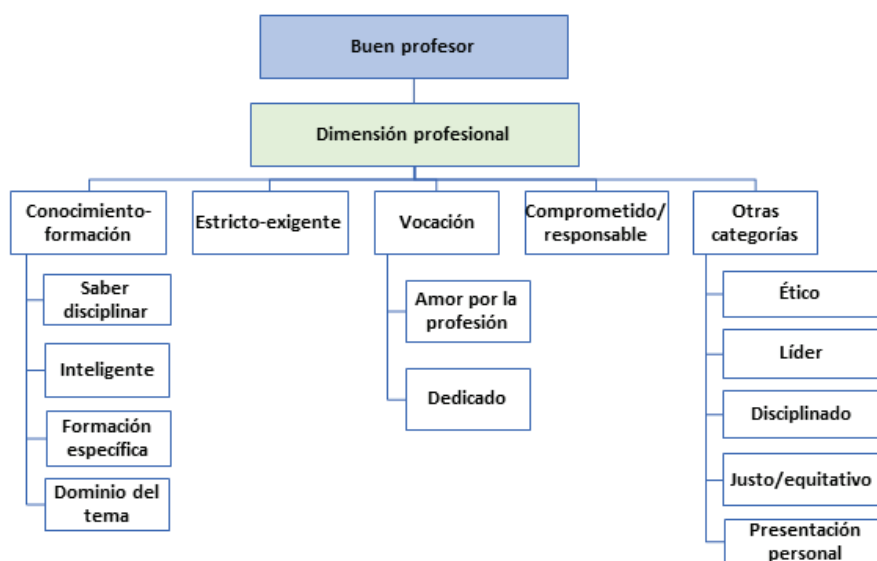 Buen profesor
Dimensión profesional
Conocimiento-
formación
Estricto-exigente
Vocación
Comprometido/
responsable
Otras
categorías
Saber
disciplinar
Inteligente
Formación
específica
Dominio del
tema
Amor por la
profesión
Dedicado
Ético
Líder
Disciplinado
Justo/equitativo
Presentación
personal